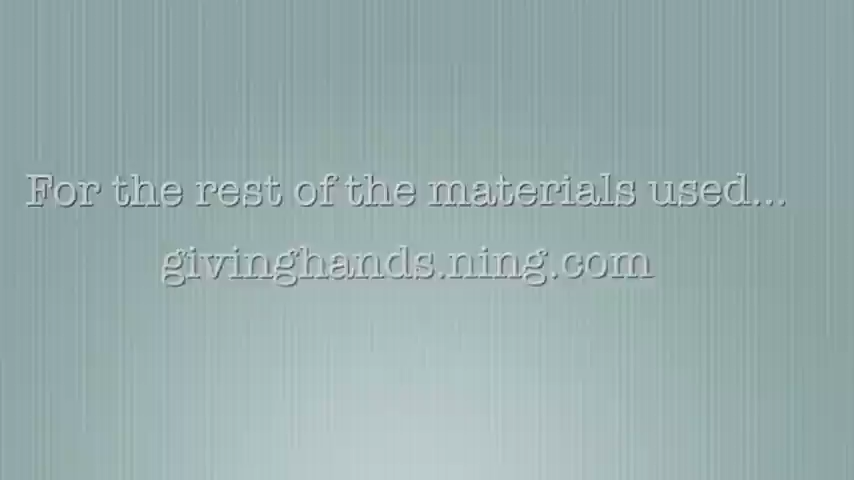 For the rest of the materials used...
givinghands.ning.com